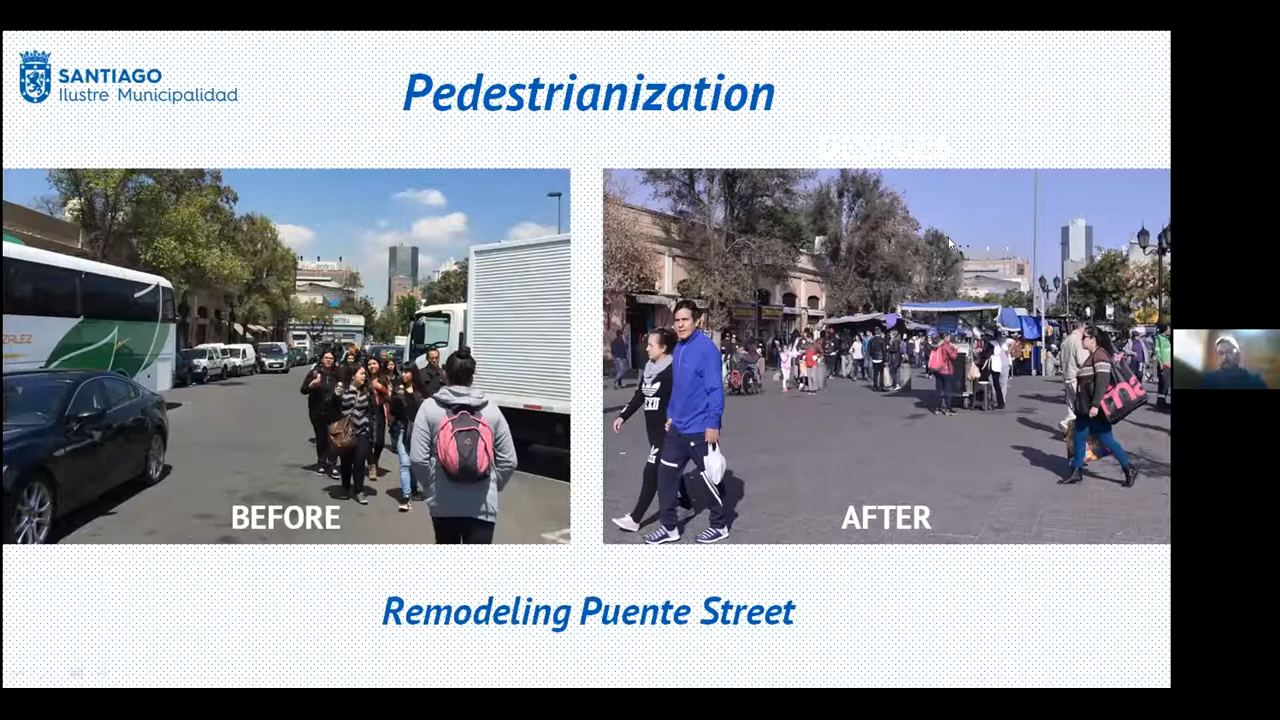 SANTIAGO
Ilustre Municipalidad
Pedestrianization
BEFORE
AFTER
Remodeling Puente Street